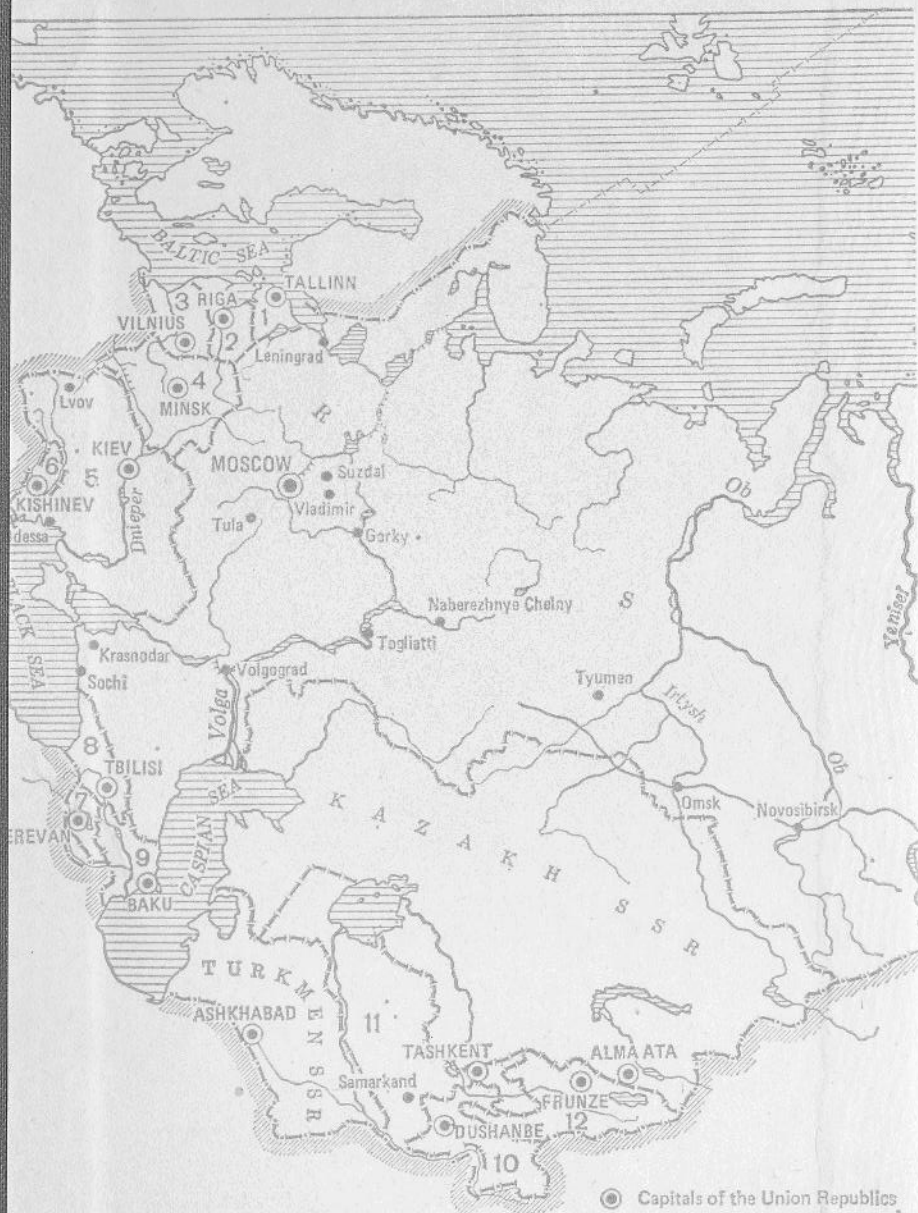 BALTIC SEA
TALLINN
3
RIGA
1
VILNIUS
2
Leningrad
4
MINSK
Lvov
R
KIEV
6
5
MOSCOW
Suzdal
KISHINEV
Vladimir
Dnieper
Tula
Gorky
dessa
Ob
S
Naberezhnye Chelny
Yeniser
BLACK SEA
Togliatti
Krasnodar
Volgograd
Sochi
Tyumen
Volga
Irtysh
8
TBILISI
Ob
7
EREVAN
Omsk
Novosibirsk
KAZAKH SSR
CASPIAN SEA
9
BAKU
TURKMEN SSR
ASHKHABAD
11
TASHKENT
ALMA ATA
Samarkand
FRUNZE
12
DUSHANBE
10
Capitals of the Union Republics